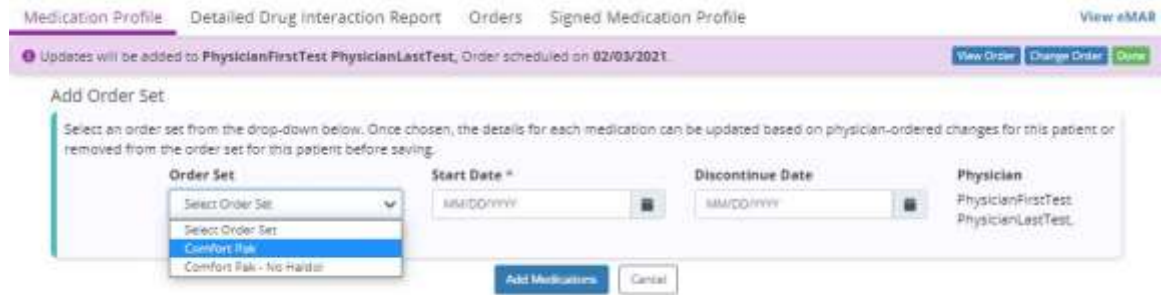 Medication Profile Detailed Drug Interaction Report Orders Signed Medication Profile View eMAR
Updates will be added to PhysicianFirstTest PhysicianLastTest, Order scheduled on 02/03/2021. View Order Change Order Done
Add Order Set
Select an order set from the drop-down below. Once chosen, the details for each medication can be updated based on physician-ordered changes for this patient or
removed from the order set for this patient before saving.
Order Set Start Date * Discontinue Date Physician
Select Order Set MM/DD/YYYY MM/DD/YYYY PhysicianFirstTest
PhysicianLastTest,
Select Order Set
Comfort Pak
Comfort Pak - No Haldol
Add Medications Cancel